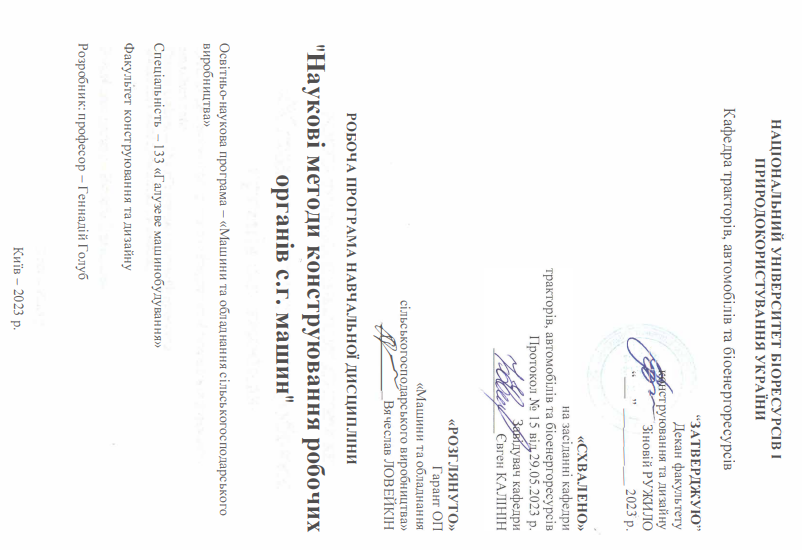 НАЦІОНАЛЬНИЙ УНІВЕРСИТЕТ БІОРЕСУРСІВ І
ПРИРОДОКОРИСТУВАННЯ УКРАЇНИ
Кафедра тракторів, автомобілів та біоенергоресурсів
“ЗАТВЕРДЖУЮ”
Декан факультету
конструювання та дизайну
Зіновій РУЖИЛО
“ ” 2023 р.
«СХВАЛЕНО»
на засіданні кафедри
тракторів, автомобілів та біоенергоресурсів
Протокол № 15 від 29.05.2023 р.
Завідувач кафедри
Євген КАЛІНІН
«РОЗГЛЯНУТО»
Гарант ОП
«Машини та обладнання
сільськогосподарського виробництва»
Вячеслав ЛОВЕЙКІН
РОБОЧА ПРОГРАМА НАВЧАЛЬНОЇ ДИСЦИПЛІНИ
"Наукові методи конструювання робочих
органів с.г. машин"
Освітньо-наукова програма – «Машини та обладнання сільськогосподарського
виробництва»
Спеціальність – 133 «Галузеве машинобудування»
Факультет конструювання та дизайну
Розробник: професор – Геннадій Голуб
Київ – 2023 р.